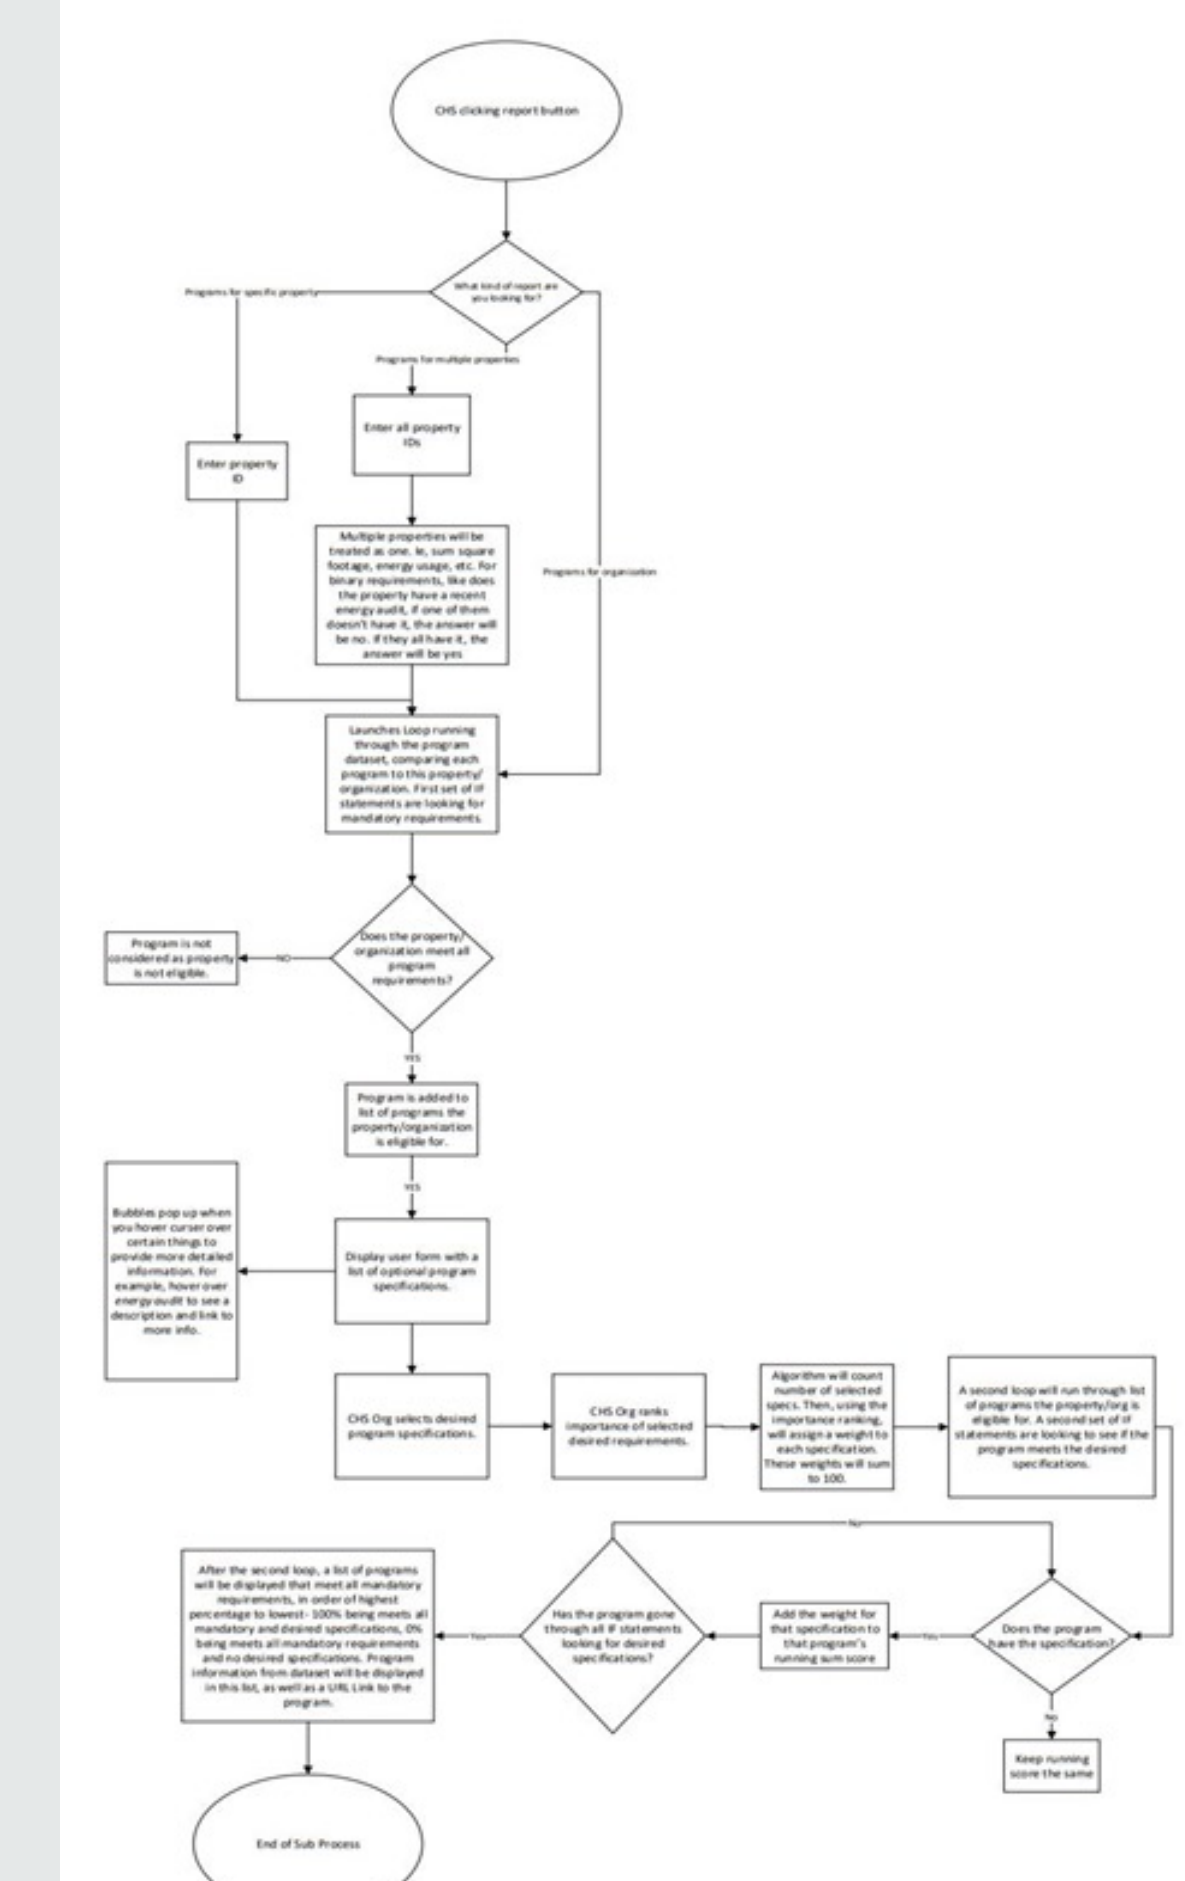 CHS clicking report button
What kind of report are
you looking for?
Programs for specific property
Programs for multiple properties
Enter all property
IDs
Enter property
ID
Multiple properties will be
treated as one. Ie, sum square
footage, energy usage, etc. For
binary requirements, like does
the property have a recent
energy audit, if one of them
doesn't have it, the answer will
be no. If they all have it, the
answer will be yes
Programs for organization
Launches Loop running
through the program
dataset, comparing each
program to this property/
organization. First set of IF
statements are looking for
mandatory requirements.
Does the property/
organization meet all
program
requirements?
NO
Program is not
considered as property
is not eligible.
YES
Program is added to
list of programs the
property/organization
is eligible for.
YES
Bubbles pop up when
you hover curser over
certain things to
provide more detailed
information. For
example, hover over
energy audit to see a
description and link to
more info.
Display user form with a
list of optional program
specifications.
CHS Org selects desired
program specifications.
CHS Org ranks
importance of selected
desired requirements.
Algorithm will count
number of selected
specs. Then, using the
importance ranking,
will assign a weight to
each specification.
These weights will sum
to 100.
A second loop will run through list
of programs the property/org is
eligible for. A second set of IF
statements are looking to see if the
program meets the desired
specifications.
No
After the second loop, a list of programs
will be displayed that meet all mandatory
requirements, in order of highest
percentage to lowest- 100% being meets all
mandatory and desired specifications, 0%
being meets all mandatory requirements
and no desired specifications. Program
information from dataset will be displayed
in this list, as well as a URL Link to the
program.
Yes
Has the program gone
through all IF statements
looking for desired
specifications?
Add the weight for
that specification to
that program's
running sum score
Yes
Does the program
have the specification?
No
Keep running
score the same
End of Sub Process